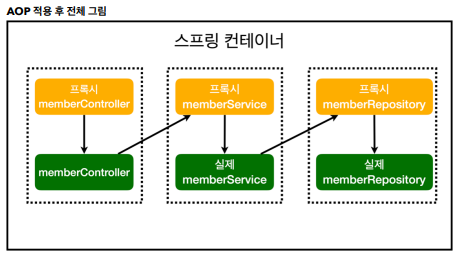 AOP 적용 후 전체 그림
스프링 컨테이너
프록시
memberController
프록시
memberService
프록시
memberRepository
memberController
실제
memberService
실제
memberRepository